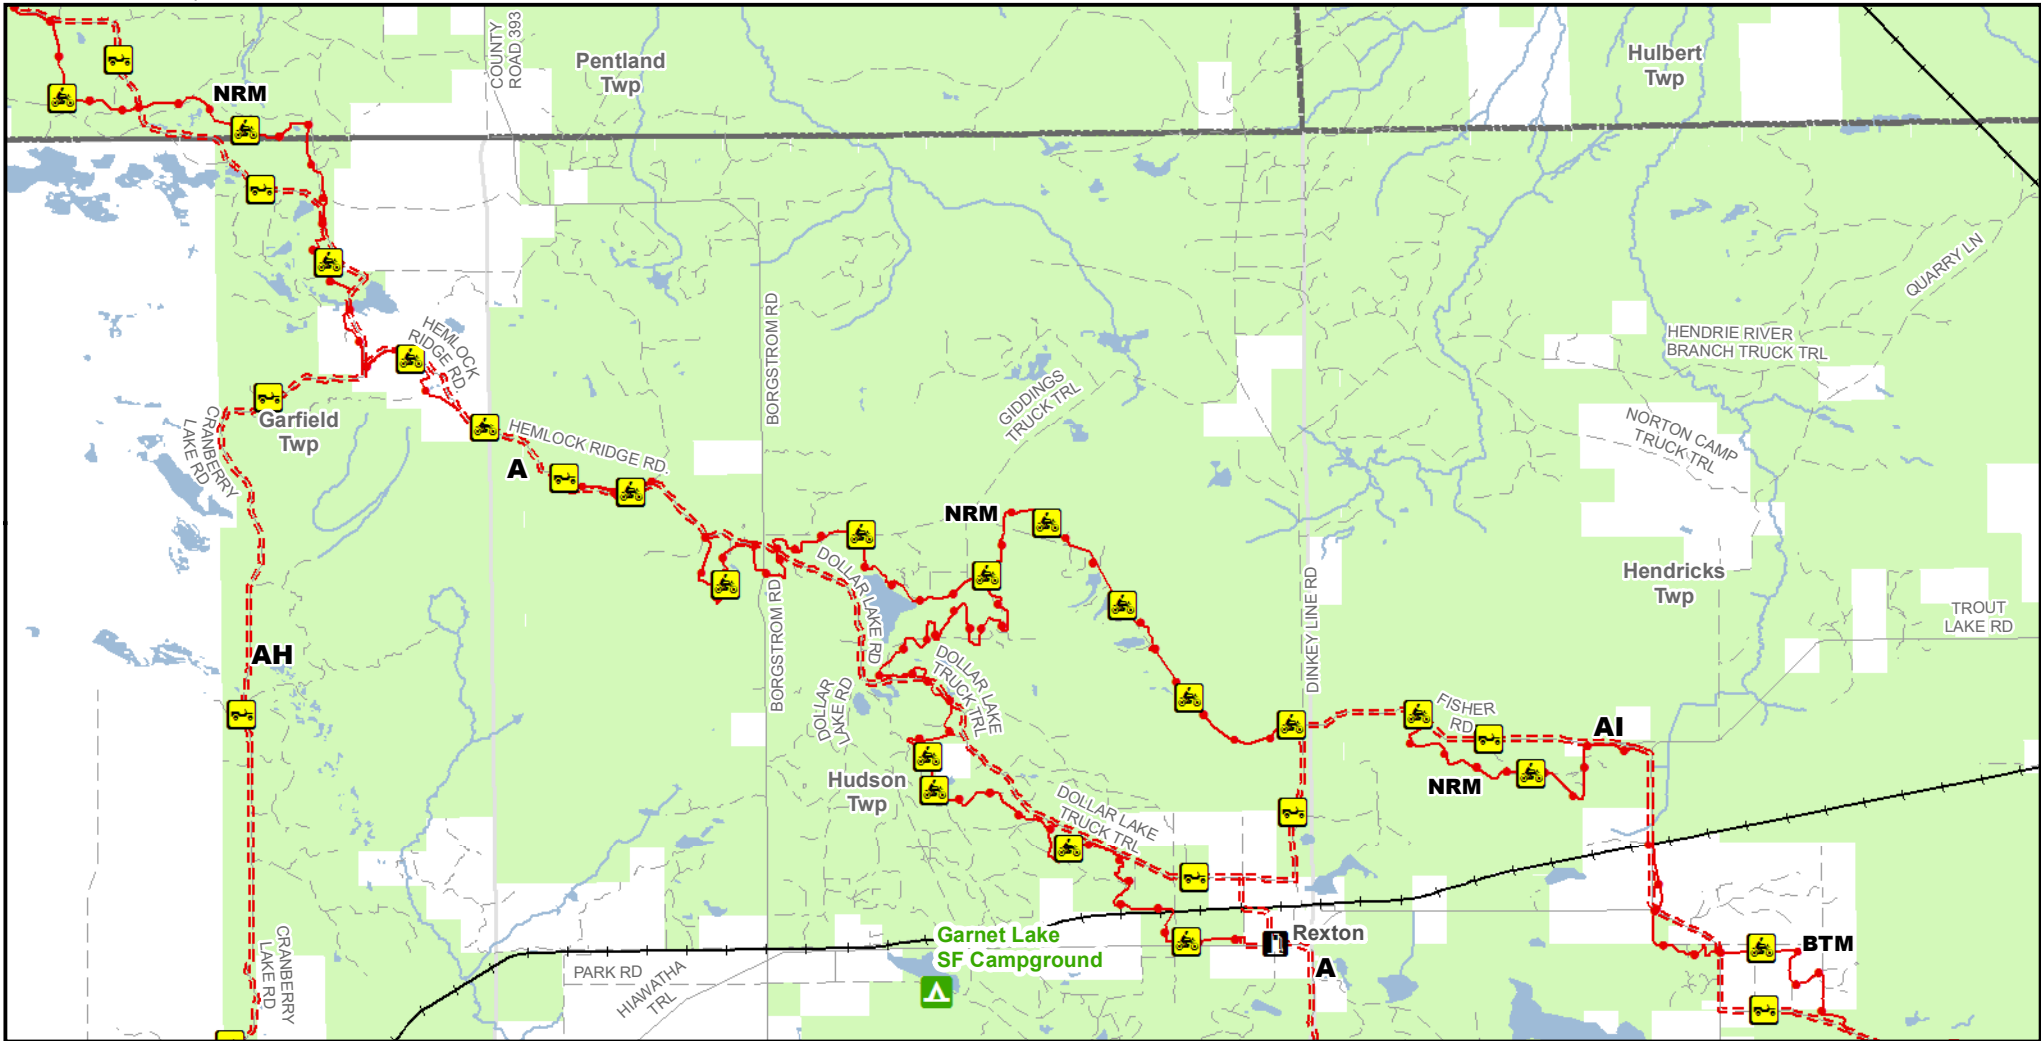 COUNTY
ROAD 393
Pentland
Twp
Hulbert
Twp
NRM
QUARRY LN
HEMLOCK
RIDGE RD.
BORGSTROM RD
HENDRIE RIVER
BRANCH TRUCK TRL
GIDDINGS
TRUCK TRL
CRANBERRY
LAKE RD
Garfield
Twp
HEMLOCK RIDGE RD.
A
NORTON CAMP
TRUCK TRL
NRM
DOLLAR LAKE RD
BORGSTROM RD
DINKEY LINE RD
Hendricks
Twp
TROUT
LAKE RD
AH
DOLLAR
LAKE RD
DOLLAR LAKE
TRUCK TRL
FISHER
RD
AI
Hudson
Twp
DOLLAR LAKE
TRUCK TRL
NRM
CRANBERRY
LAKE RD
Garnet Lake
SF Campground
Rexton
BTM
PARK RD
HIAWATHA
TRL
A